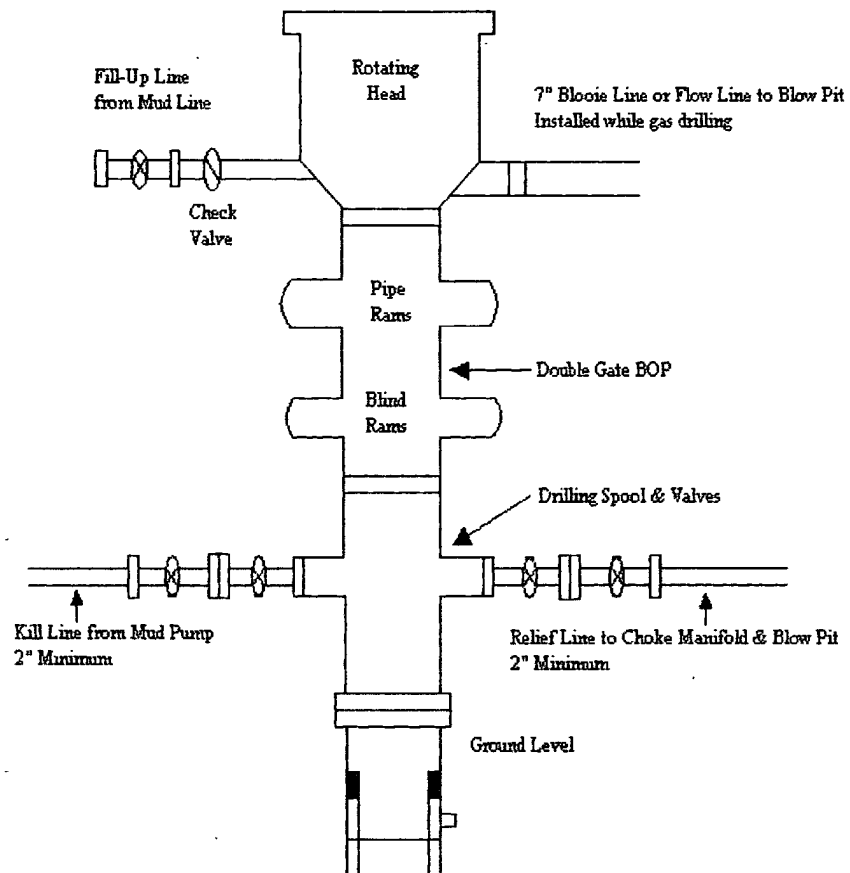 Fill-Up Line
from Mud Line
Rotating
Head
7" Blooie Line or Flow Line to Blow Pit
Installed while gas drilling
Check
Valve
Pipe
Rams
Double Gate BOP
Blind
Rams
Drilling Spool & Valves
Kill Line from Mud Pump
2" Minimum
Relief Line to Choke Manifold & Blow Pit
2" Minimum
Ground Level